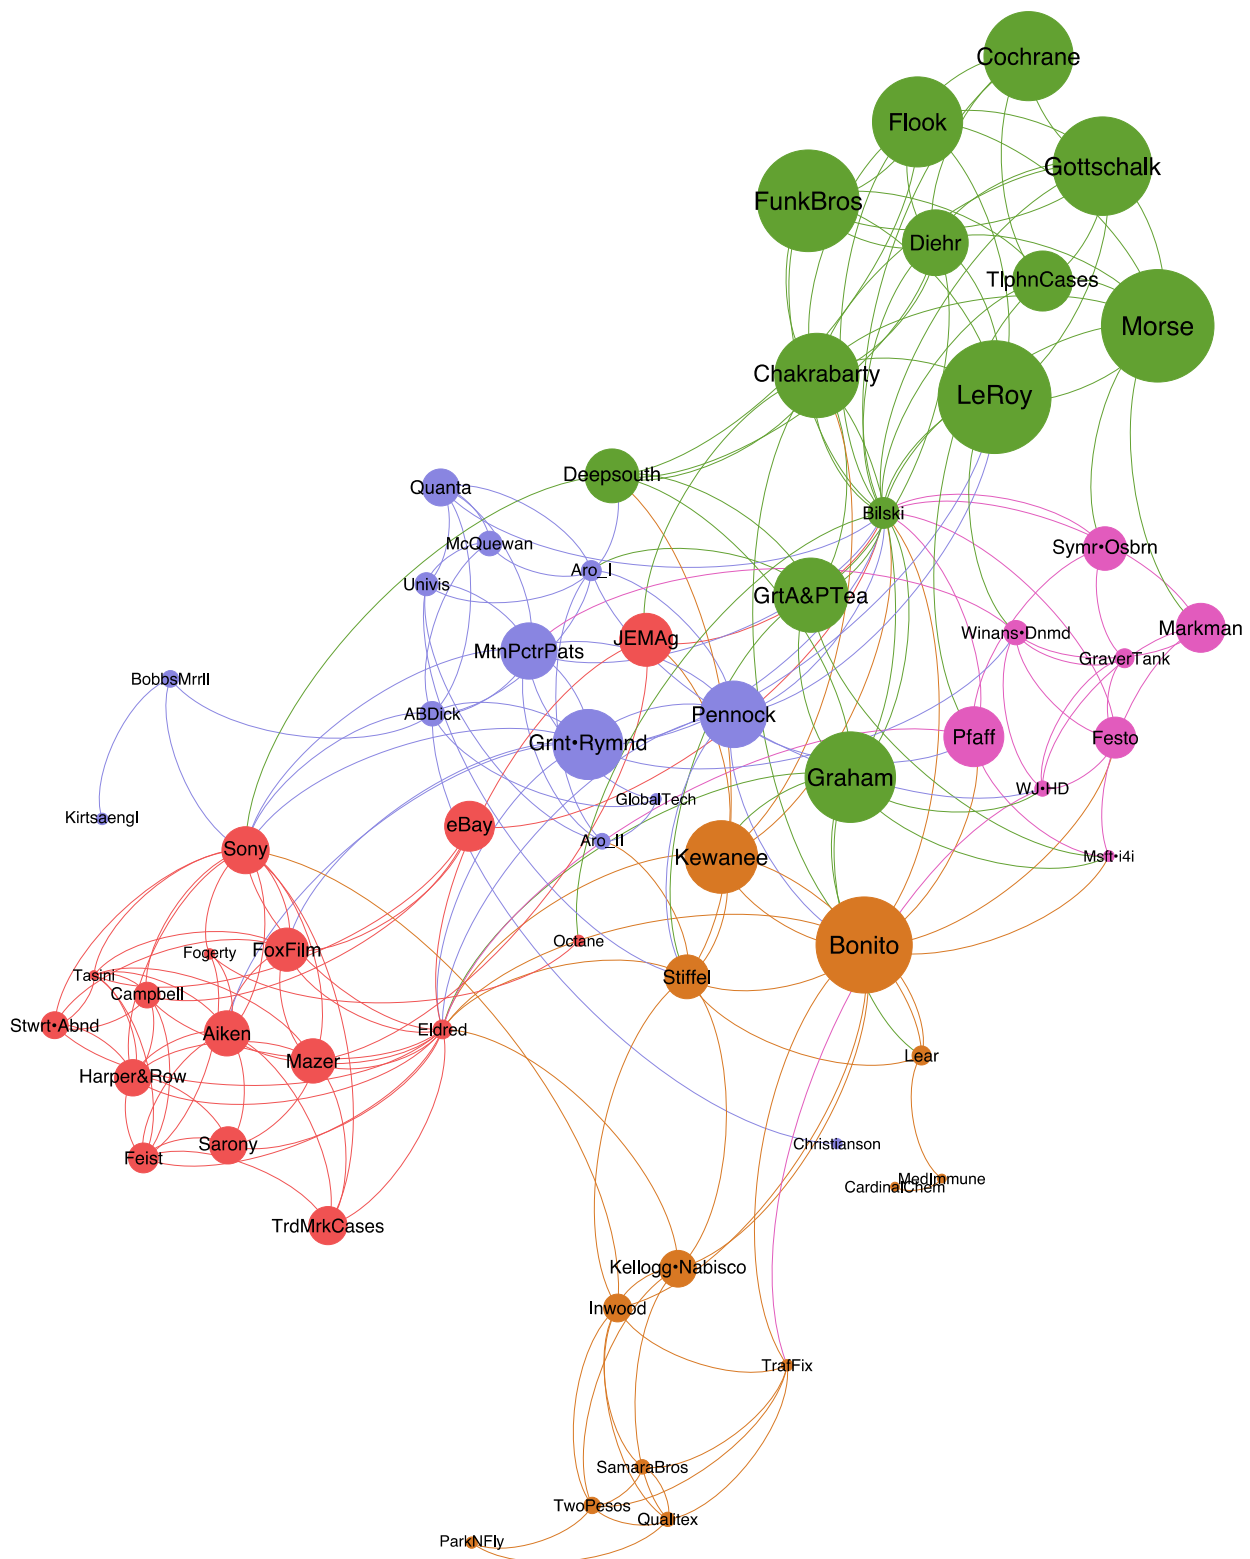 Cochrane
Flook
Gottschalk
FunkBros
Diehr
TlphnCases
Morse
Chakrabarty
LeRoy
Deepsouth
Quanta
Bilski
McQuewan
Symr•Osbrn
Aro_I
Univis
GrtA&PTea
JEMAg
Winans•Dnmd
Markman
MtnPctrPats
GraverTank
BobbsMrrll
ABDick
Pennock
Grnt•Rymnd
Pfaff
Festo
Graham
WJ•HD
GlobalTech
Kirtsaengl
eBay
Aro_II
Sony
Kewanee
Msft•i4i
Octane
Bonito
Fogerty
FoxFilm
Tasini
Stiffel
Campbell
Stwrt•Abnd
Aiken
Eldred
Lear
Mazer
Harper&Row
Sarony
Christianson
Feist
MedImmune
CardinalChem
TrdMrkCases
Kellogg•Nabisco
Inwood
TrafFix
SamaraBros
TwoPesos
Qualitex
ParkNFly